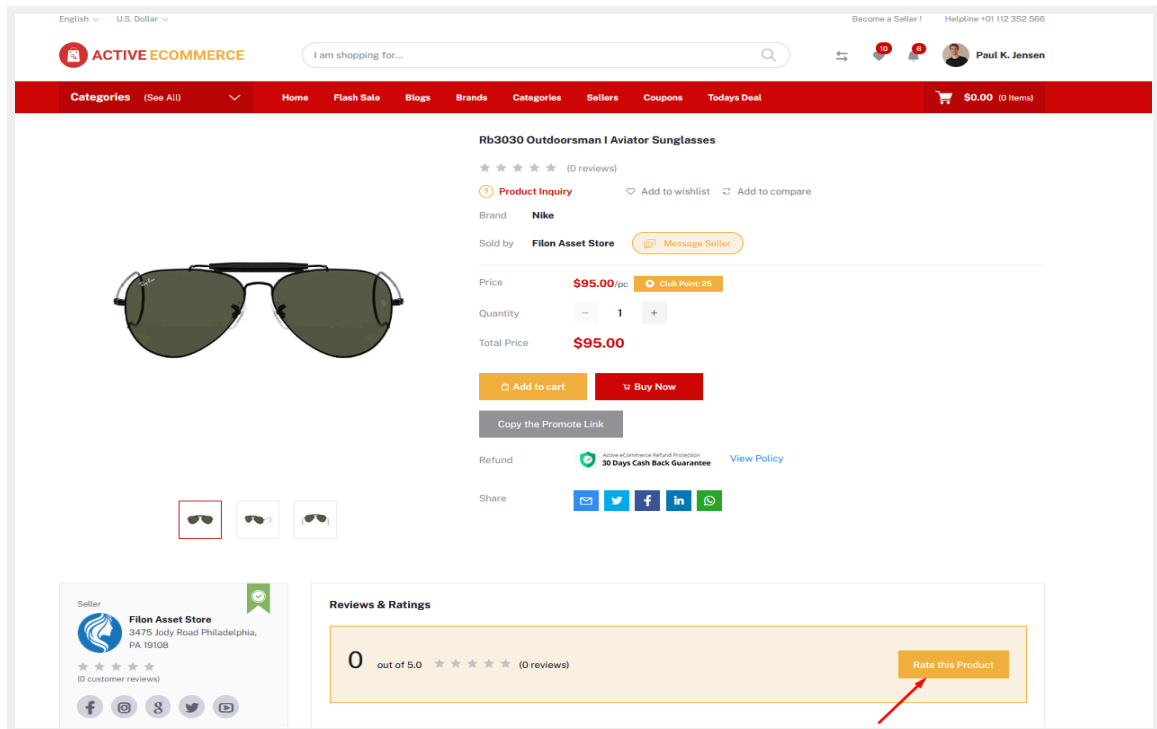 English U.S. Dollar Become a Seller ! Helpline +01 112 352 566
ACTIVE ECOMMERCE I am shopping for... 10 6 Paul K. Jensen
Categories (See All) Home Flash Sale Blogs Brands Categories Sellers Coupons Todays Deal $0.00 (0 Items)
Rb3030 Outdoorsman I Aviator Sunglasses
(0 reviews)
? Product Inquiry Add to wishlist Add to compare
Brand Nike
Sold by Filon Asset Store Message Seller
Price $95.00/pc Club Point: 25
Quantity − 1 +
Total Price $95.00
Add to cart Buy Now
Copy the Promote Link
Refund Active eCommerce Refund Protection
30 Days Cash Back Guarantee View Policy
Share
Ray-Ban
Seller
Filon Asset Store
3475 Jody Road Philadelphia,
PA 19108
(0 customer reviews)
Reviews & Ratings
0 out of 5.0 (0 reviews) Rate this Product